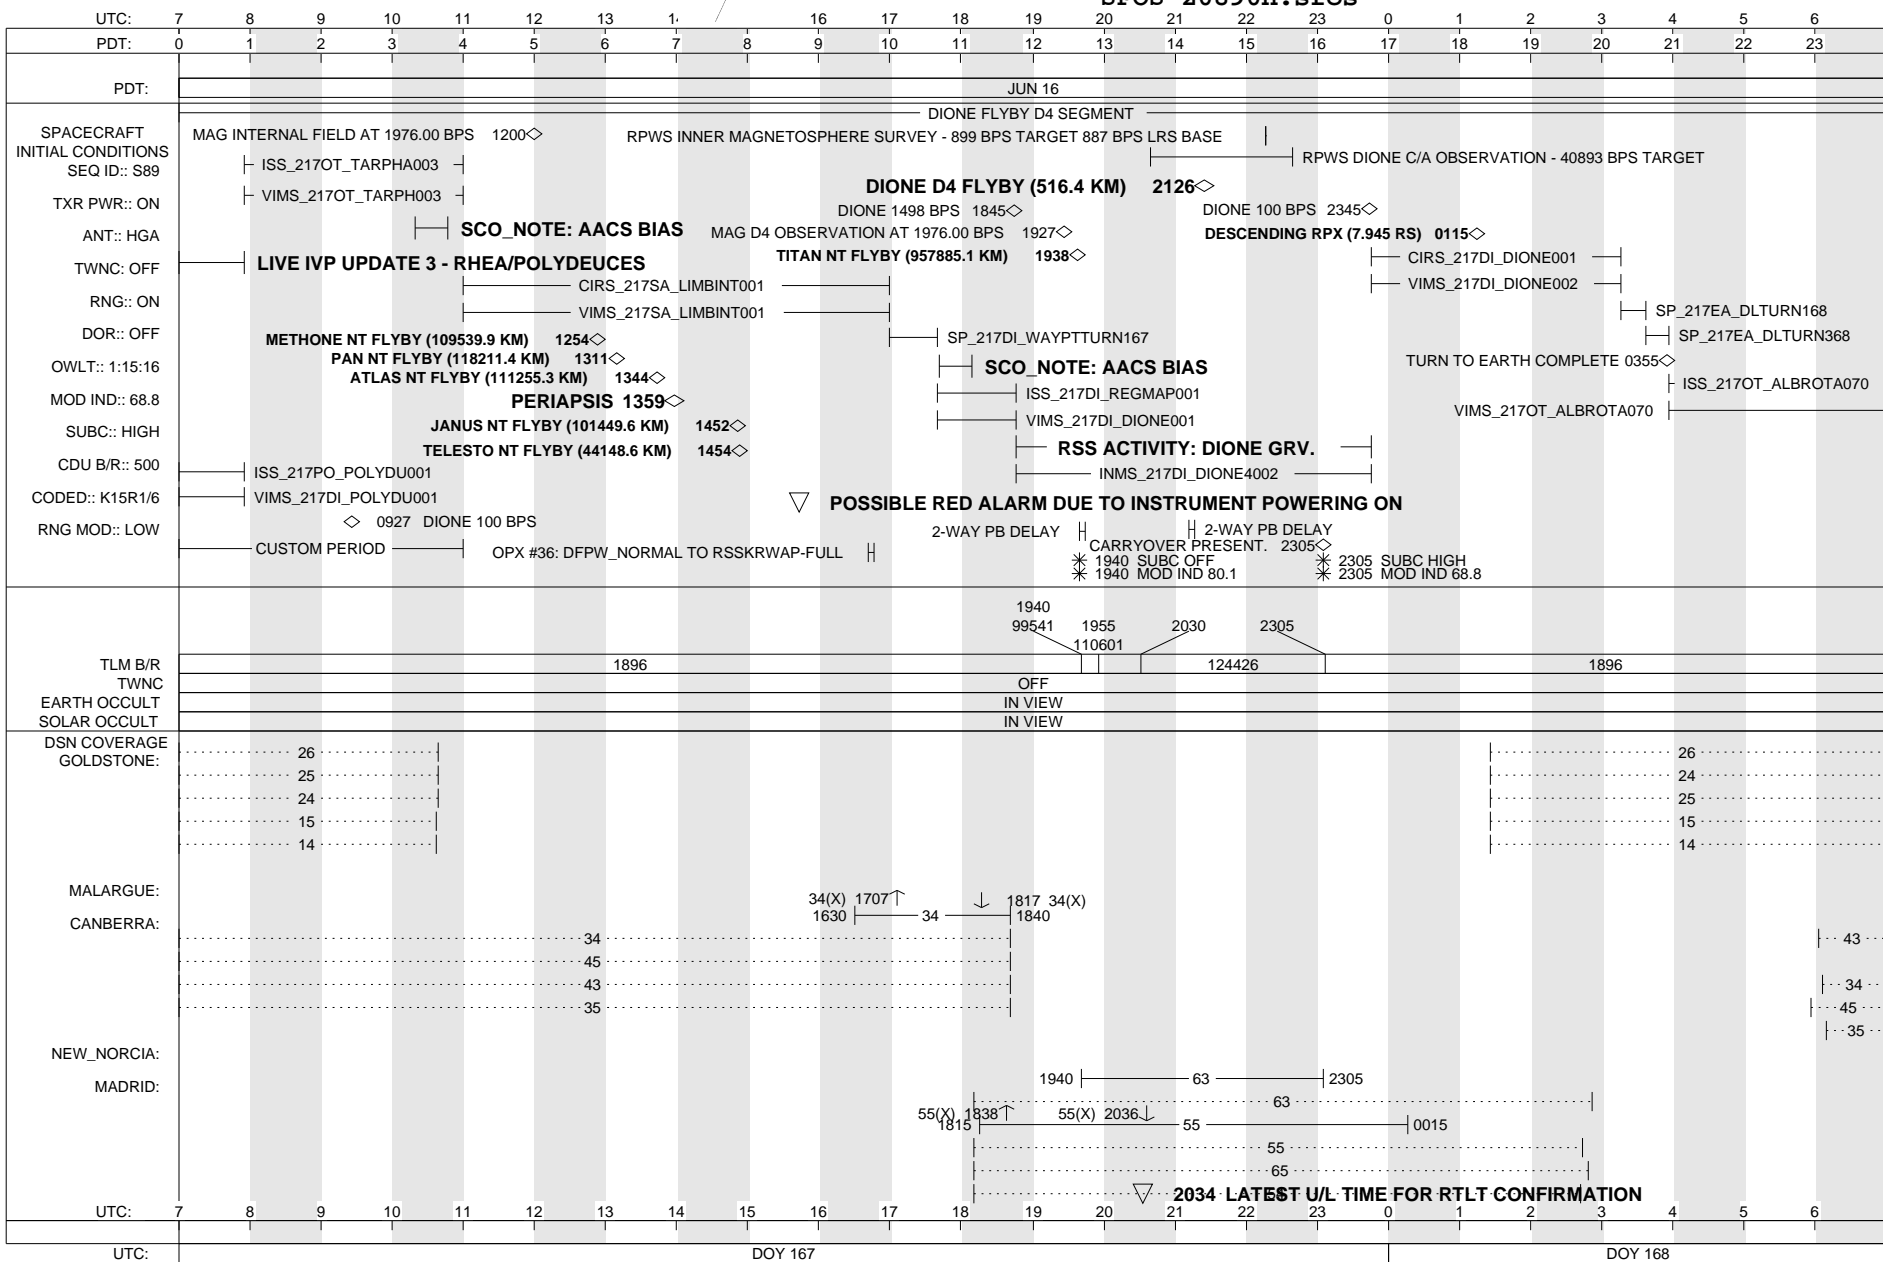 SFOS-20890H.SFOS
UTC: 7 8 9 10 11 12 13 14 16 17 18 19 20 21 22 23 0 1 2 3 4 5 6
PDT: 0 1 2 3 4 5 6 7 8 9 10 11 12 13 14 15 16 17 18 19 20 21 22 23
PDT: JUN 16
DIONE FLYBY D4 SEGMENT
SPACECRAFT
INITIAL CONDITIONS
SEQ ID:: S89
TXR PWR:: ON
ANT:: HGA
TWNC: OFF
RNG:: ON
DOR:: OFF
OWLT:: 1:15:16
MOD IND:: 68.8
SUBC:: HIGH
CDU B/R:: 500
CODED:: K15R1/6
RNG MOD:: LOW
MAG INTERNAL FIELD AT 1976.00 BPS 1200
RPWS INNER MAGNETOSPHERE SURVEY - 899 BPS TARGET 887 BPS LRS BASE
ISS_217OT_TARPHA003
RPWS DIONE C/A OBSERVATION - 40893 BPS TARGET
VIMS_217OT_TARPH003
DIONE D4 FLYBY (516.4 KM) 2126
DIONE 1498 BPS 1845
DIONE 100 BPS 2345
SCO_NOTE: AACS BIAS
MAG D4 OBSERVATION AT 1976.00 BPS 1927
DESCENDING RPX (7.945 RS) 0115
TITAN NT FLYBY (957885.1 KM) 1938
CIRS_217DI_DIONE001
LIVE IVP UPDATE 3 - RHEA/POLYDEUCES
CIRS_217SA_LIMBINT001
VIMS_217DI_DIONE002
VIMS_217SA_LIMBINT001
SP_217EA_DLTURN168
METHONE NT FLYBY (109539.9 KM) 1254
SP_217DI_WAYPTTURN167
SP_217EA_DLTURN368
PAN NT FLYBY (118211.4 KM) 1311
TURN TO EARTH COMPLETE 0355
SCO_NOTE: AACS BIAS
ATLAS NT FLYBY (111255.3 KM) 1344
ISS_217OT_ALBROTA070
ISS_217DI_REGMAP001
PERIAPSIS 1359
VIMS_217OT_ALBROTA070
JANUS NT FLYBY (101449.6 KM) 1452
VIMS_217DI_DIONE001
TELESTO NT FLYBY (44148.6 KM) 1454
RSS ACTIVITY: DIONE GRV.
ISS_217PO_POLYDU001
INMS_217DI_DIONE4002
VIMS_217DI_POLYDU001
POSSIBLE RED ALARM DUE TO INSTRUMENT POWERING ON
0927 DIONE 100 BPS
2-WAY PB DELAY
2-WAY PB DELAY
CARRYOVER PRESENT. 2305
CUSTOM PERIOD
OPX #36: DFPW_NORMAL TO RSSKRWAP-FULL
1940 SUBC OFF
2305 SUBC HIGH
1940 MOD IND 80.1
2305 MOD IND 68.8
1940
99541 1955 2030 2305
110601
TLM B/R 1896 124426 1896
TWNC OFF
EARTH OCCULT IN VIEW
SOLAR OCCULT IN VIEW
DSN COVERAGE
GOLDSTONE:
26 26
25 24
24 25
15 15
14 14
MALARGUE:
34(X) 1707 1817 34(X)
1630 34 1840
CANBERRA:
34 43
45
43 34
35 45
35
NEW_NORCIA:
MADRID:
1940 63 2305
63
55(X) 1838 55(X) 2036
1815 55 0015
55
65
2034 LATEST U/L TIME FOR RTLT CONFIRMATION
UTC: 7 8 9 10 11 12 13 14 15 16 17 18 19 20 21 22 23 0 1 2 3 4 5 6
UTC: DOY 167 DOY 168